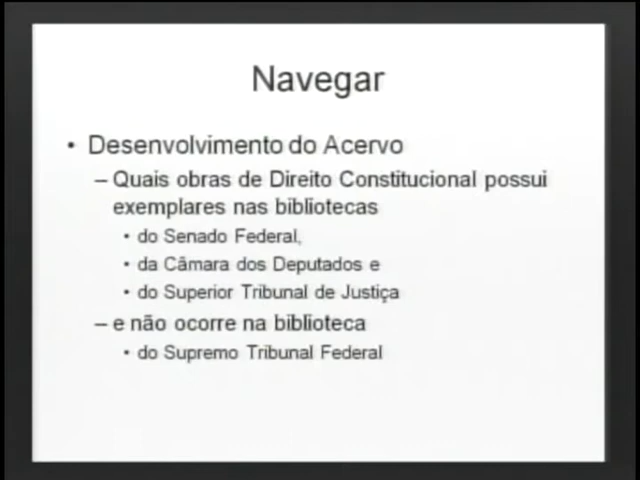 Navegar
• Desenvolvimento do Acervo
– Quais obras de Direito Constitucional possui
exemplares nas bibliotecas
• do Senado Federal,
• da Câmara dos Deputados e
• do Superior Tribunal de Justiça
– e não ocorre na biblioteca
• do Supremo Tribunal Federal